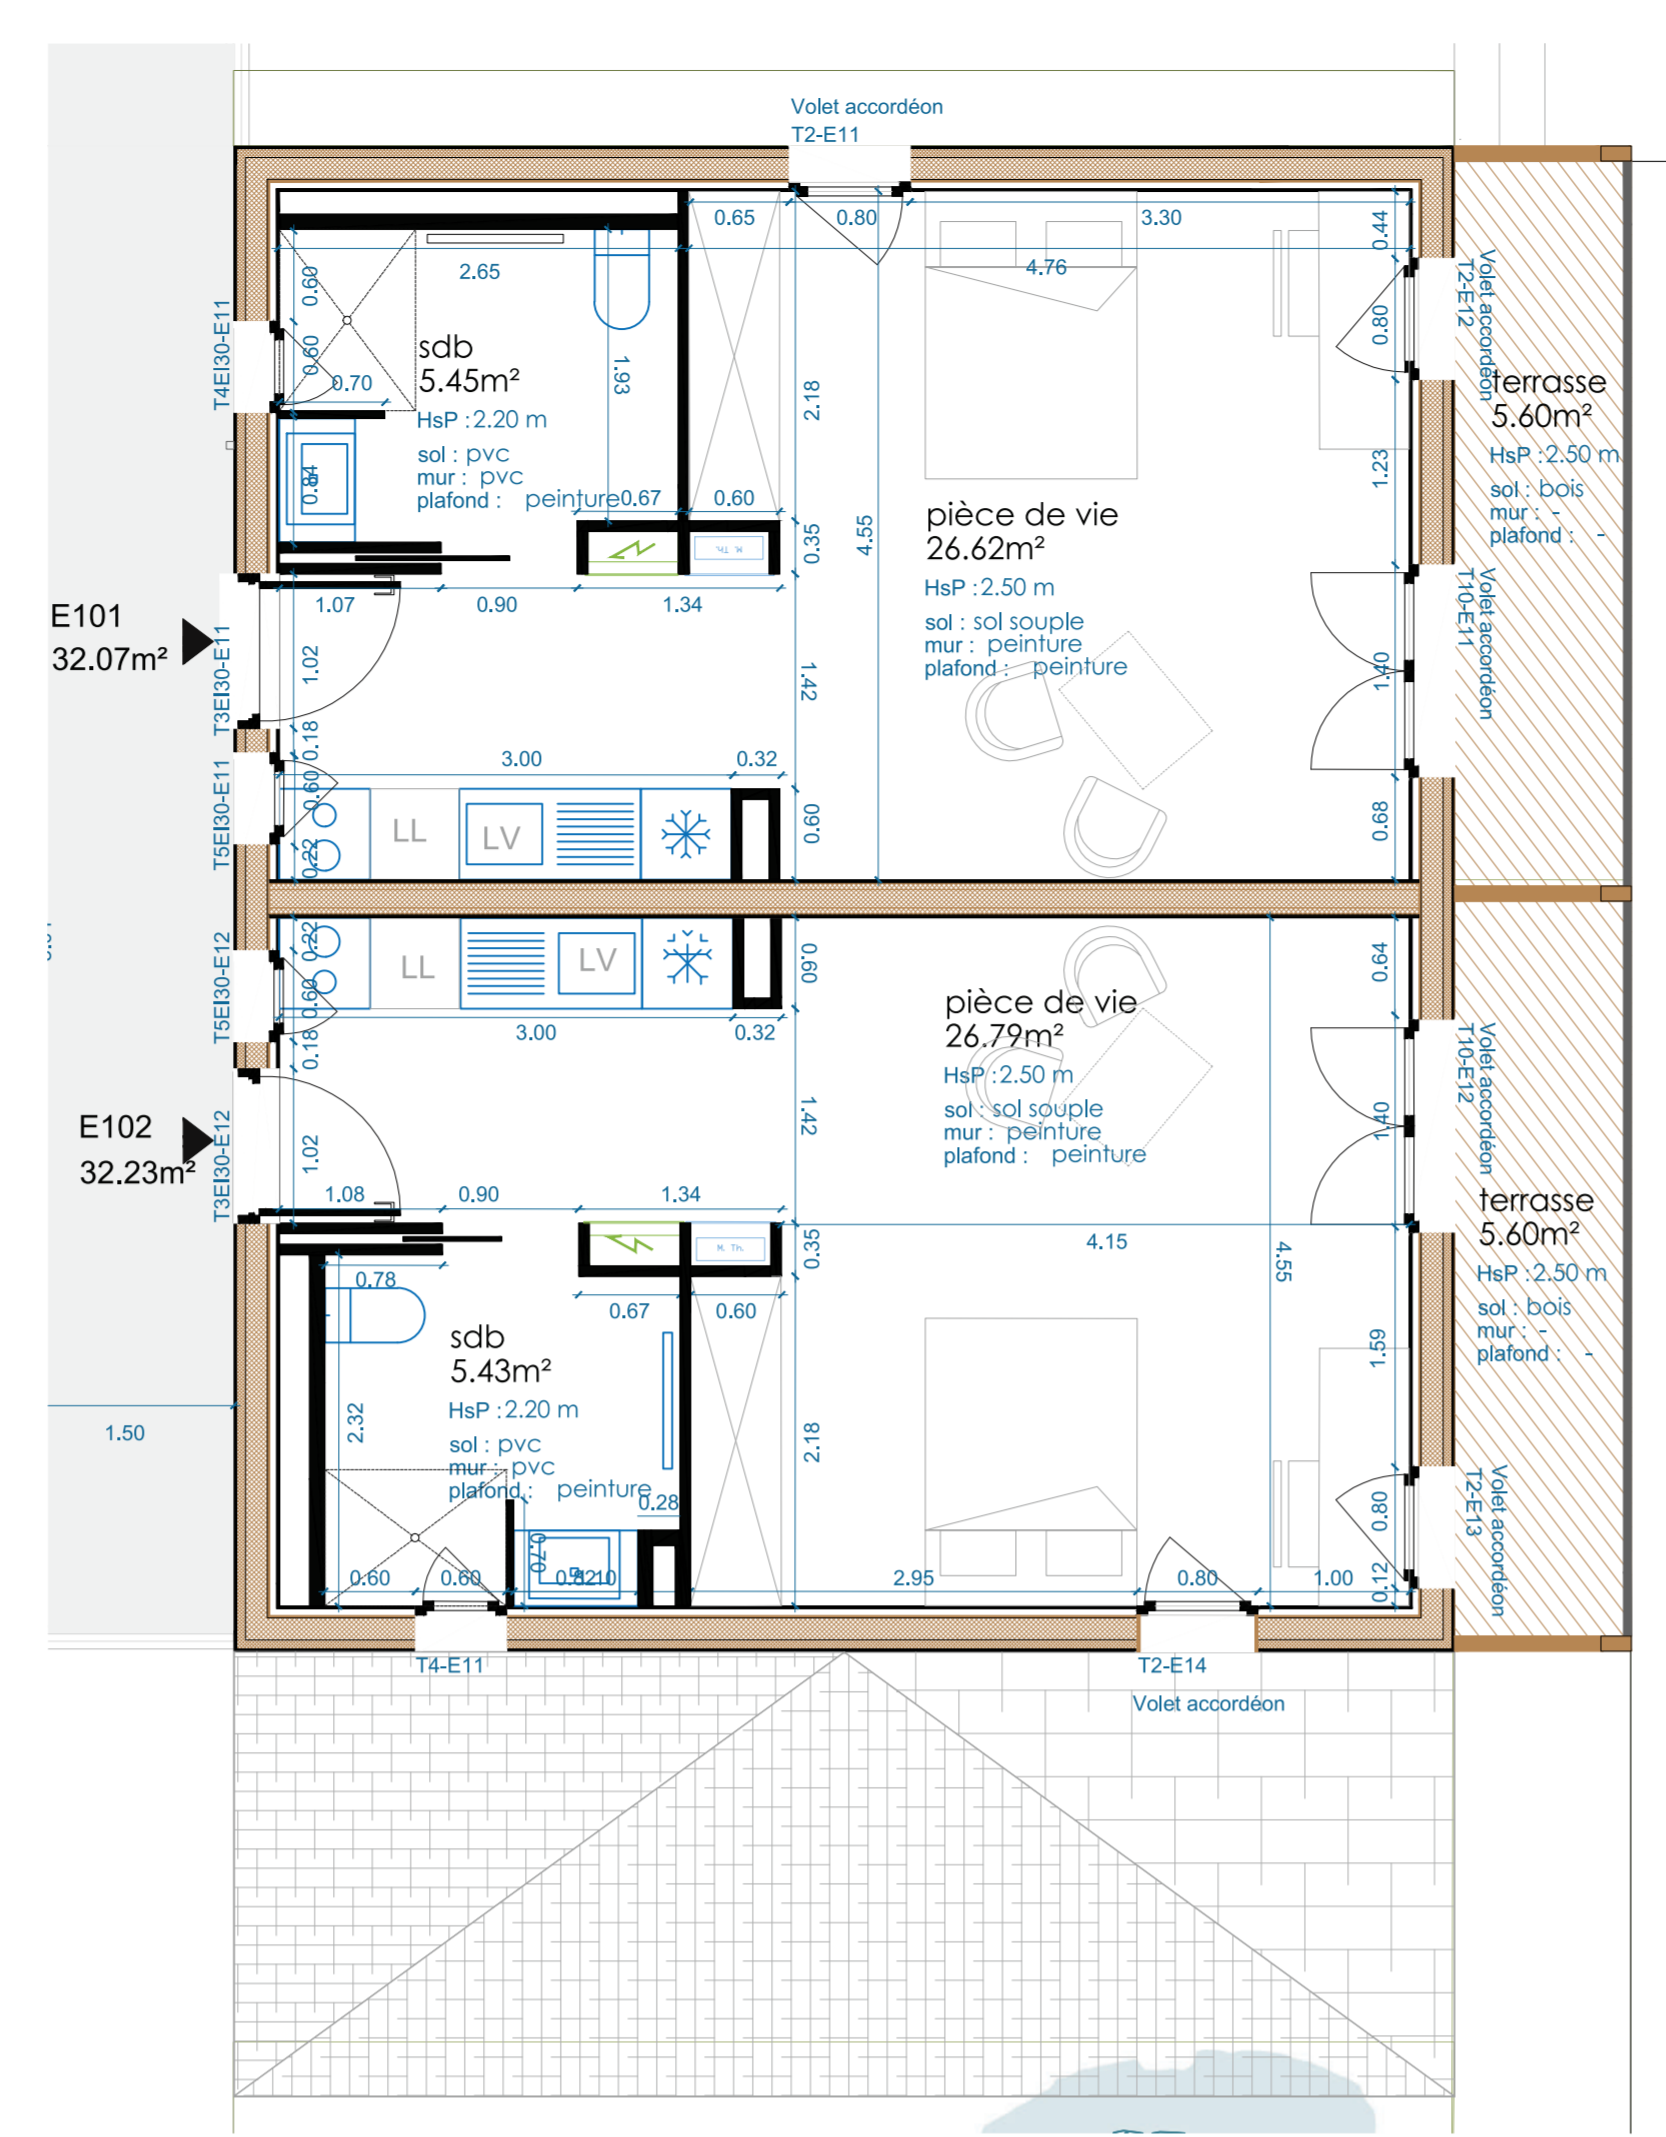 Volet accordéon
T2-E11
0.65
0.80
3.30
0.44
2.65
4.76
0.60
T4EI30-E11
0.60
0.70
sdb
5.45m²
HsP : 2.20 m
sol : pvc
mur : pvc
plafond : peinture
1.93
0.84
0.67
0.60
2.18
0.35
M. Th.
4.55
pièce de vie
26.62m²
HsP : 2.50 m
sol : sol souple
mur : peinture
plafond : peinture
0.80
1.23
Volet accordéon
T2-E12
terrasse
5.60m²
HsP : 2.50 m
sol : bois
mur : -
plafond : -
Volet accordéon
T10-E11
1.40
0.68
E101
32.07m²
T3EI30-E11
1.07
0.90
1.34
1.02
1.42
0.18
T5EI30-E11
0.60
0.22
3.00
0.32
0.60
LL
LV
0.22
T5EI30-E12
0.60
0.18
LL
LV
3.00
0.32
0.60
pièce de vie
26.79m²
HsP : 2.50 m
sol : sol souple
mur : peinture
plafond : peinture
0.64
Volet accordéon
T10-E12
1.40
E102
32.23m²
T3EI30-E12
1.02
1.42
1.08
0.90
1.34
0.35
M. Th.
4.15
4.55
terrasse
5.60m²
HsP : 2.50 m
sol : bois
mur : -
plafond : -
0.78
0.67
0.60
sdb
5.43m²
HsP : 2.20 m
sol : pvc
mur : pvc
plafond : peinture
2.32
2.18
1.59
1.50
0.28
0.70
0.60
0.60
2.95
0.80
1.00
0.80
0.12
Volet accordéon
T2-E13
T4-E11
T2-E14
Volet accordéon